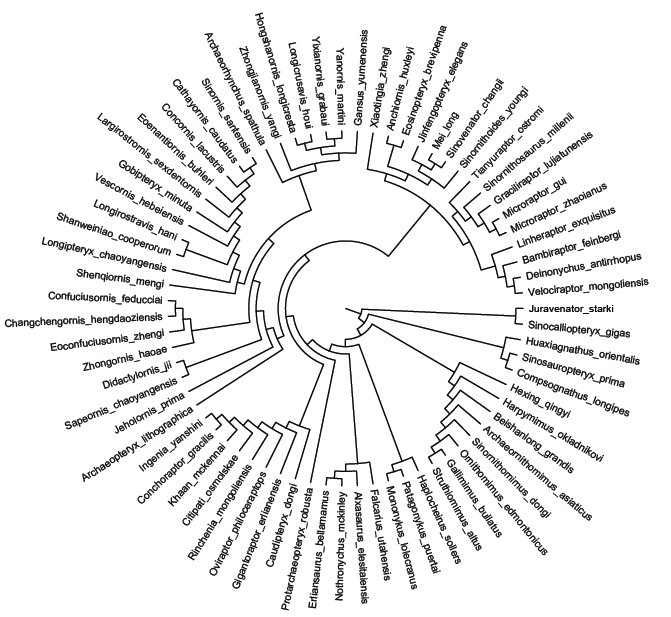 Gansus_yumenensis
Xiaotingia_zhengi
Anchiornis_huxleyi
Eosinopteryx_brevipenna
Jinfengopteryx_elegans
Mei_long
Sinovenator_changii
Sinornithoides_youngi
Tianyuraptor_ostromi
Sinornithosaurus_millenii
Graciliraptor_lujiatunensis
Microraptor_gui
Microraptor_zhaoianus
Linheraptor_exquisitus
Bambiraptor_feinbergi
Deinonychus_antirrhopus
Velociraptor_mongoliensis
Juravenator_starki
Sinocalliopteryx_gigas
Huaxiagnathus_orientalis
Sinosauropteryx_prima
Compsognathus_longipes
Hexing_qingyi
Harpymimus_okladnikovi
Beishanlong_grandis
Archaeornithomimus_asiaticus
Sinornithomimus_dongi
Ornithomimus_edmontonicus
Gallimimus_bullatus
Struthiomimus_altus
Haplocheirus_sollers
Patagonykus_puertai
Mononykus_olecranus
Falcarius_utahensis
Alxasaurus_elesitaiensis
Nothronychus_mckinley
Erliansaurus_bellamanus
Protarchaeopteryx_robusta
Caudipteryx_dongi
Gigantoraptor_erlianensis
Oviraptor_philoceraptops
Rinchenia_mongoliensis
Citipati_osmolskae
Khaan_mckennai
Conchoraptor_gracilis
Ingenia_yanshini
Archaeopteryx_lithographica
Jeholornis_prima
Sapeornis_chaoyangensis
Didactylornis_jii
Zhongornis_haoae
Eoconfuciusornis_zhengi
Changchengornis_hengdaoziensis
Confuciusornis_feducciai
Shenqiornis_mengi
Longipteryx_chaoyangensis
Shanweiniao_cooperorum
Longirostravis_hani
Vescornis_hebeiensis
Gobipteryx_minuta
Largirostrornis_sexdentornis
Eoenantiornis_buhleri
Concornis_lacustris
Cathayornis_caudatus
Sinornis_santensis
Archaeorhynchus_spathula
Zhongjianornis_yangi
Hongshanornis_longicresta
Longicrusavis_houi
Yixianornis_grabaui
Yanornis_martini